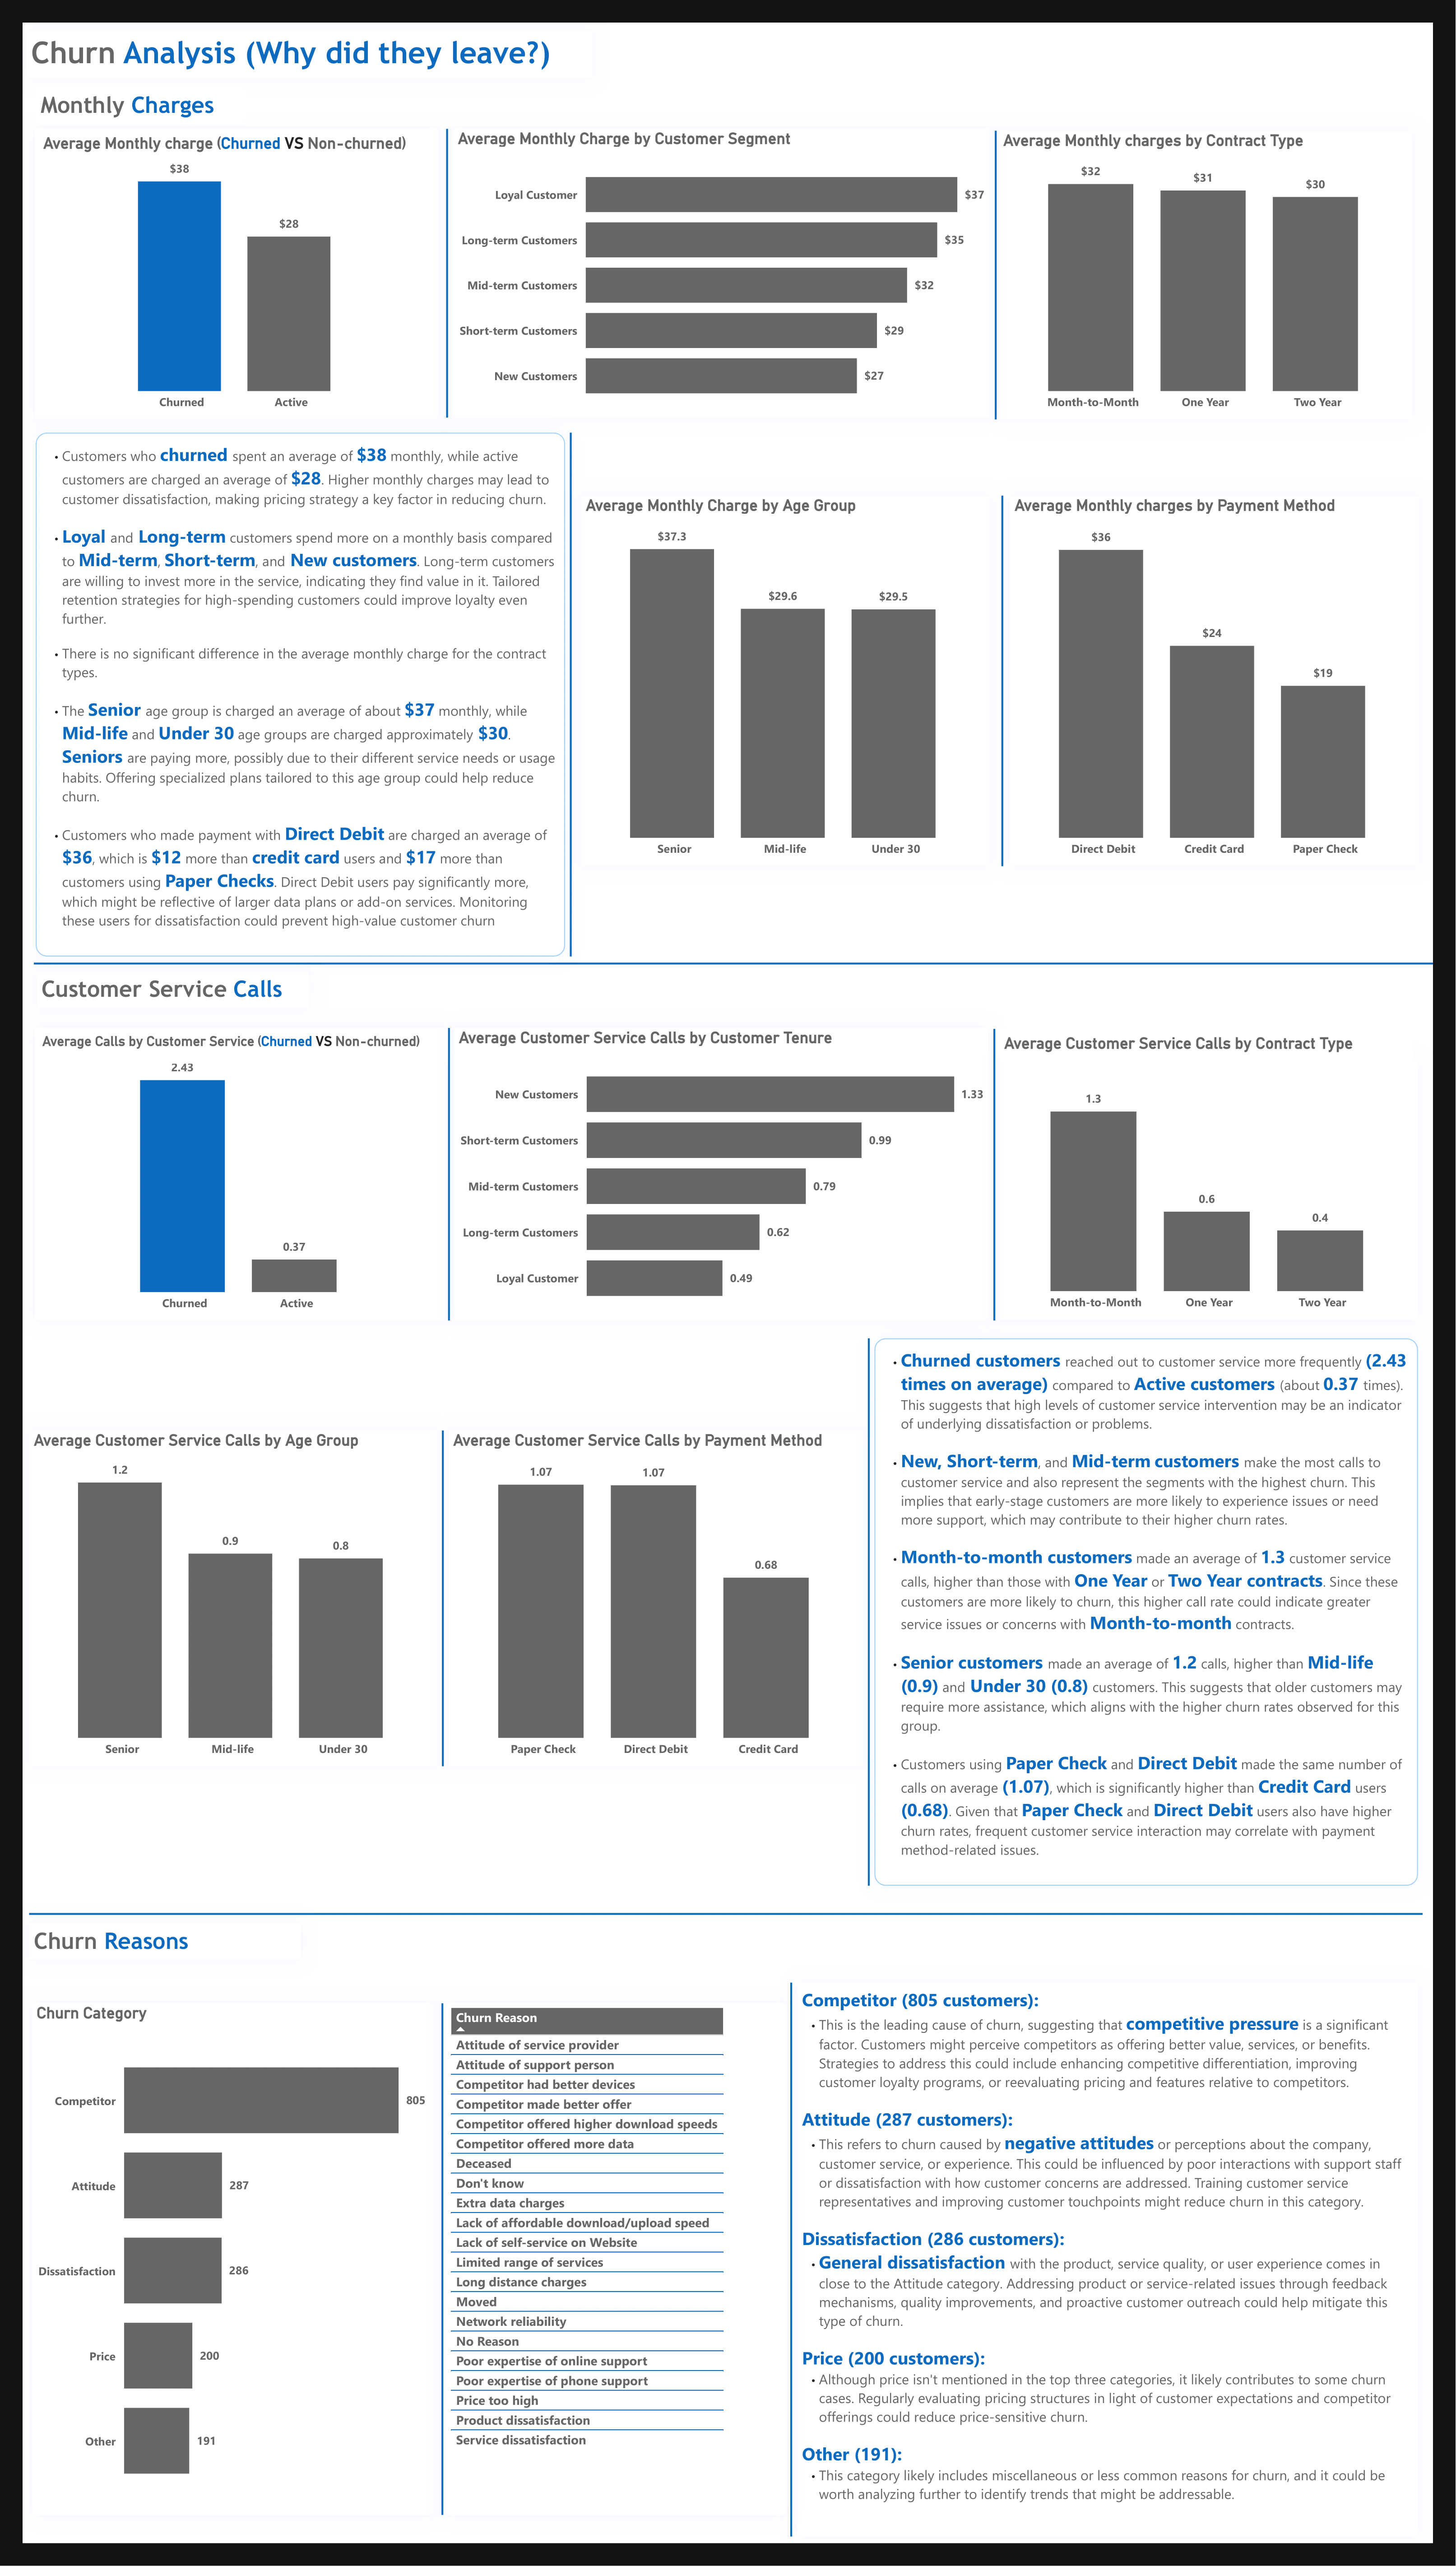 Churn Analysis (Why did they leave?)
Monthly Charges
Average Monthly charge (Churned VS Non-churned)
$38
$28
Churned
Active
Average Monthly Charge by Customer Segment
Loyal Customer
$37
Long-term Customers
$35
Mid-term Customers
$32
Short-term Customers
$29
New Customers
$27
Average Monthly charges by Contract Type
$32
$31
$30
Month-to-Month
One Year
Two Year
• Customers who churned spent an average of $38 monthly, while active
customers are charged an average of $28. Higher monthly charges may lead to
customer dissatisfaction, making pricing strategy a key factor in reducing churn.
• Loyal and Long-term customers spend more on a monthly basis compared
to Mid-term, Short-term, and New customers. Long-term customers
are willing to invest more in the service, indicating they find value in it. Tailored
retention strategies for high-spending customers could improve loyalty even
further.
• There is no significant difference in the average monthly charge for the contract
types.
• The Senior age group is charged an average of about $37 monthly, while
Mid-life and Under 30 age groups are charged approximately $30.
Seniors are paying more, possibly due to their different service needs or usage
habits. Offering specialized plans tailored to this age group could help reduce
churn.
• Customers who made payment with Direct Debit are charged an average of
$36, which is $12 more than credit card users and $17 more than
customers using Paper Checks. Direct Debit users pay significantly more,
which might be reflective of larger data plans or add-on services. Monitoring
these users for dissatisfaction could prevent high-value customer churn
Average Monthly Charge by Age Group
$37.3
$29.6
$29.5
Senior
Mid-life
Under 30
Average Monthly charges by Payment Method
$36
$24
$19
Direct Debit
Credit Card
Paper Check
Customer Service Calls
Average Calls by Customer Service (Churned VS Non-churned)
2.43
0.37
Churned
Active
Average Customer Service Calls by Customer Tenure
New Customers
1.33
Short-term Customers
0.99
Mid-term Customers
0.79
Long-term Customers
0.62
Loyal Customer
0.49
Average Customer Service Calls by Contract Type
1.3
0.6
0.4
Month-to-Month
One Year
Two Year
Average Customer Service Calls by Age Group
1.2
0.9
0.8
Senior
Mid-life
Under 30
Average Customer Service Calls by Payment Method
1.07
1.07
0.68
Paper Check
Direct Debit
Credit Card
• Churned customers reached out to customer service more frequently (2.43
times on average) compared to Active customers (about 0.37 times).
This suggests that high levels of customer service intervention may be an indicator
of underlying dissatisfaction or problems.
• New, Short-term, and Mid-term customers make the most calls to
customer service and also represent the segments with the highest churn. This
implies that early-stage customers are more likely to experience issues or need
more support, which may contribute to their higher churn rates.
• Month-to-month customers made an average of 1.3 customer service
calls, higher than those with One Year or Two Year contracts. Since these
customers are more likely to churn, this higher call rate could indicate greater
service issues or concerns with Month-to-month contracts.
• Senior customers made an average of 1.2 calls, higher than Mid-life
(0.9) and Under 30 (0.8) customers. This suggests that older customers may
require more assistance, which aligns with the higher churn rates observed for this
group.
• Customers using Paper Check and Direct Debit made the same number of
calls on average (1.07), which is significantly higher than Credit Card users
(0.68). Given that Paper Check and Direct Debit users also have higher
churn rates, frequent customer service interaction may correlate with payment
method-related issues.
Churn Reasons
Churn Category
Competitor
805
Attitude
287
Dissatisfaction
286
Price
200
Other
191
Churn Reason
Attitude of service provider
Attitude of support person
Competitor had better devices
Competitor made better offer
Competitor offered higher download speeds
Competitor offered more data
Deceased
Don't know
Extra data charges
Lack of affordable download/upload speed
Lack of self-service on Website
Limited range of services
Long distance charges
Moved
Network reliability
No Reason
Poor expertise of online support
Poor expertise of phone support
Price too high
Product dissatisfaction
Service dissatisfaction
Competitor (805 customers):
• This is the leading cause of churn, suggesting that competitive pressure is a significant
factor. Customers might perceive competitors as offering better value, services, or benefits.
Strategies to address this could include enhancing competitive differentiation, improving
customer loyalty programs, or reevaluating pricing and features relative to competitors.
Attitude (287 customers):
• This refers to churn caused by negative attitudes or perceptions about the company,
customer service, or experience. This could be influenced by poor interactions with support staff
or dissatisfaction with how customer concerns are addressed. Training customer service
representatives and improving customer touchpoints might reduce churn in this category.
Dissatisfaction (286 customers):
• General dissatisfaction with the product, service quality, or user experience comes in
close to the Attitude category. Addressing product or service-related issues through feedback
mechanisms, quality improvements, and proactive customer outreach could help mitigate this
type of churn.
Price (200 customers):
• Although price isn't mentioned in the top three categories, it likely contributes to some churn
cases. Regularly evaluating pricing structures in light of customer expectations and competitor
offerings could reduce price-sensitive churn.
Other (191):
• This category likely includes miscellaneous or less common reasons for churn, and it could be
worth analyzing further to identify trends that might be addressable.